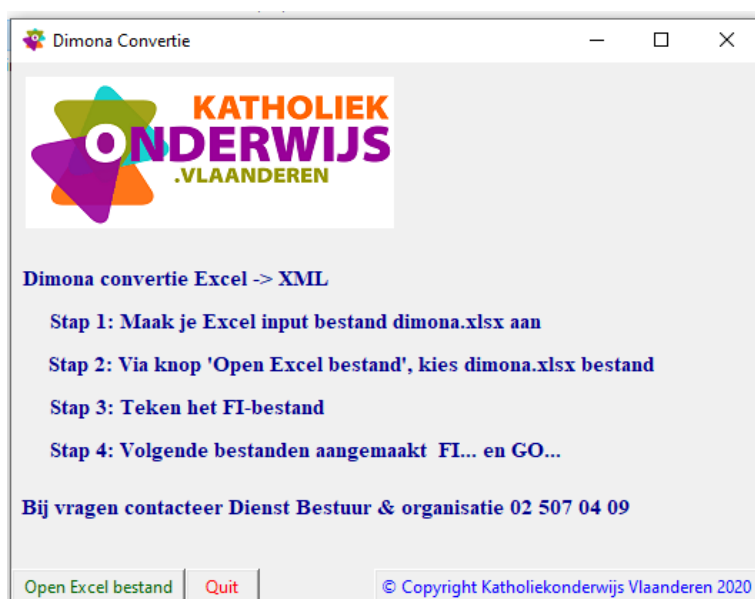 Dimona Convertie
KATHOLIEK
ONDERWIJS
.VLAANDEREN
Dimona convertie Excel -> XML
Stap 1: Maak je Excel input bestand dimona.xlsx aan
Stap 2: Via knop 'Open Excel bestand', kies dimona.xlsx bestand
Stap 3: Teken het FI-bestand
Stap 4: Volgende bestanden aangemaakt  FI... en GO...
Bij vragen contacteer Dienst Bestuur & organisatie 02 507 04 09
Open Excel bestand
Quit
© Copyright Katholiekonderwijs Vlaanderen 2020